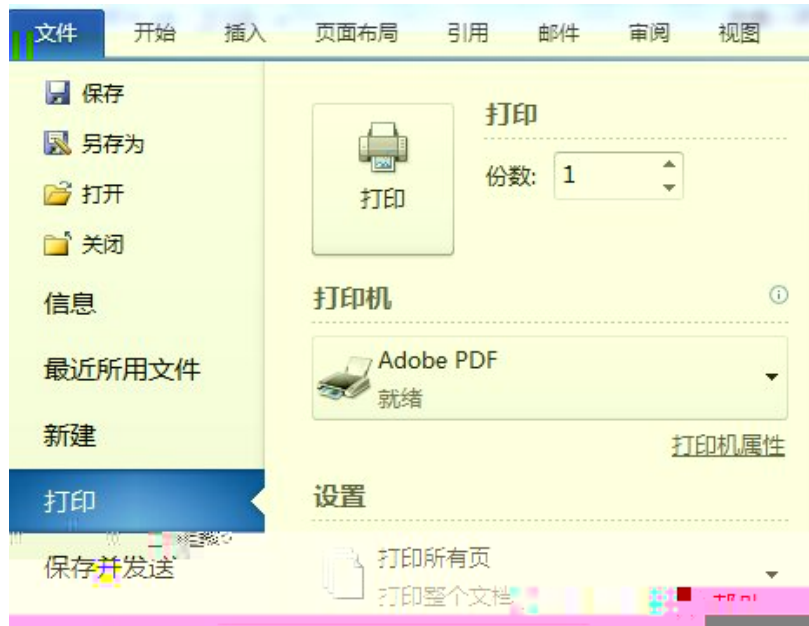 文件 开始 插入 页面布局 引用 邮件 审阅 视图
保存
另存为
打开
关闭
信息
最近所用文件
新建
打印
保存并发送
打印
打印
份数: 1
打印机
Adobe PDF
就绪
打印机属性
设置
打印所有页
打印整个文档